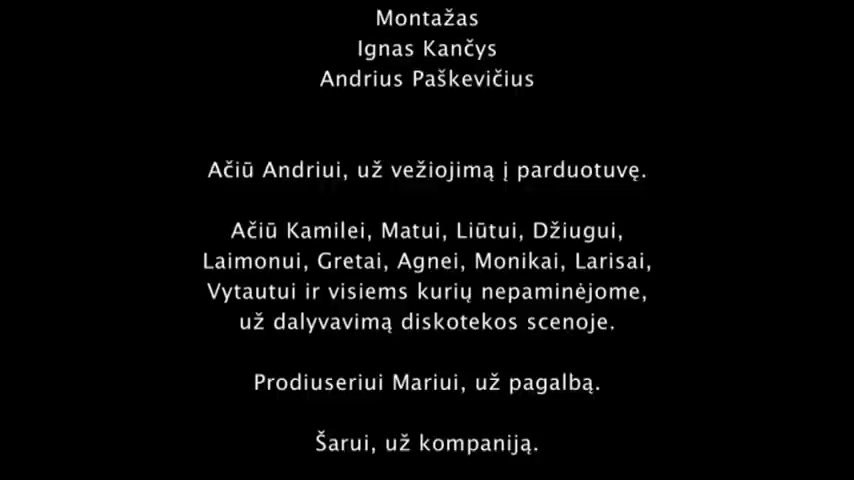 Montažas
Ignas Kančys
Andrius Paškevičius
Ačiū Andriui, už vežiojimą į parduotuvę.
Ačiū Kamilei, Matui, Liūtui, Džiugui,
Laimonui, Gretai, Agnei, Monikai, Larisai,
Vytautui ir visiems kurių nepaminėjome,
už dalyvavimą diskotekos scenoje.
Prodiuseriui Mariui, už pagalbą.
Šarui, už kompaniją.